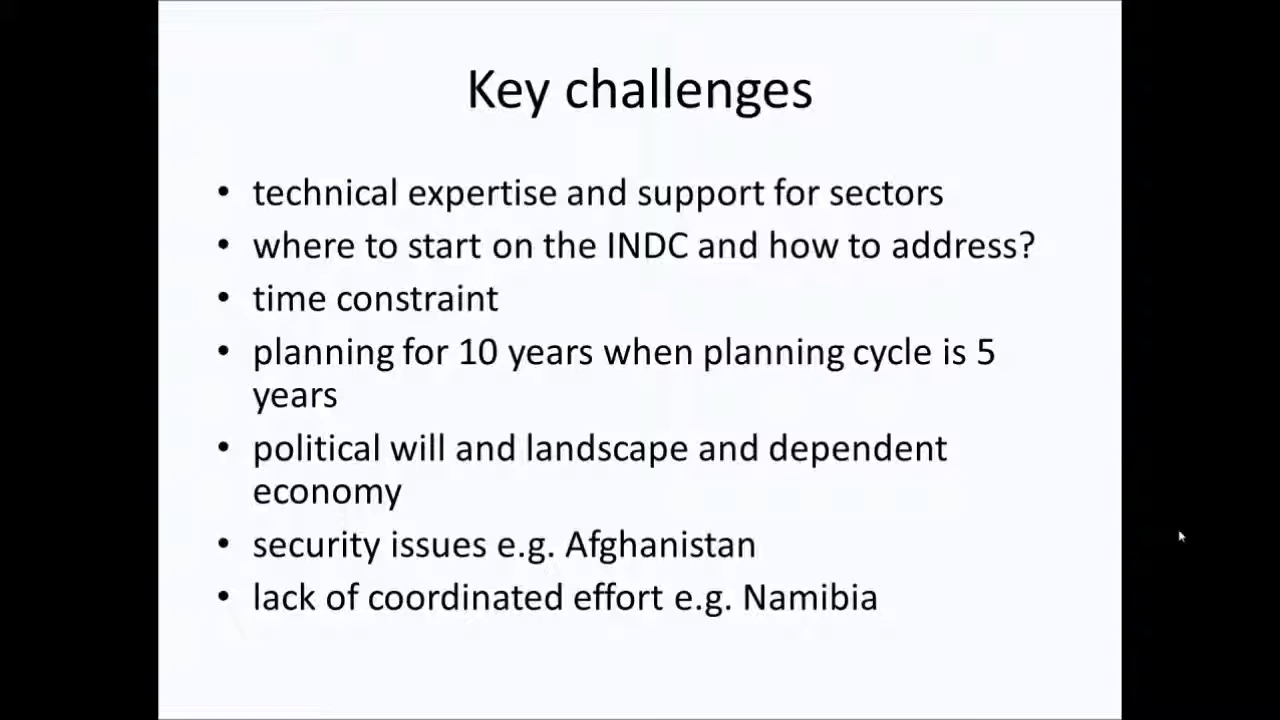 Key challenges
• technical expertise and support for sectors
• where to start on the INDC and how to address?
• time constraint
• planning for 10 years when planning cycle is 5
years
• political will and landscape and dependent
economy
• security issues e.g. Afghanistan
• lack of coordinated effort e.g. Namibia